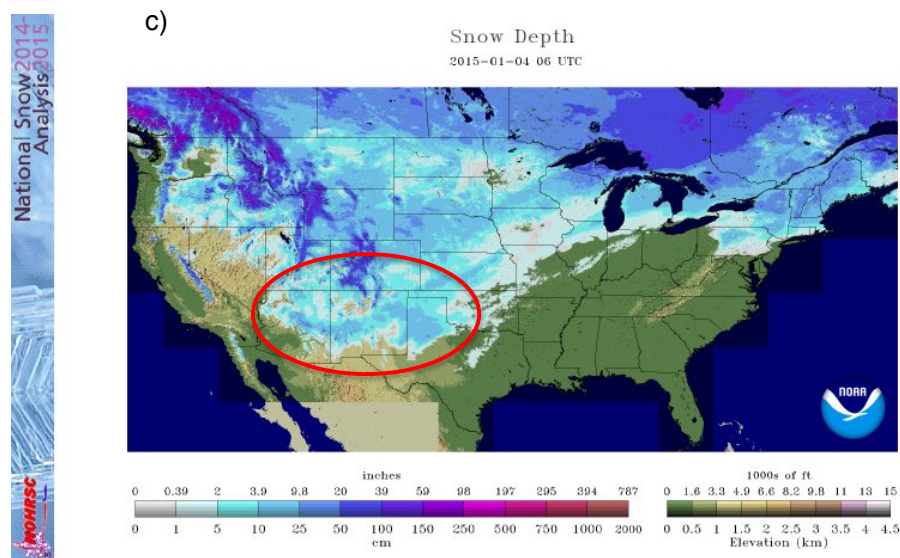 National Snow 2014-
Analysis 2015
NOHRSC
c)
Snow Depth
2015-01-04 06 UTC
NOAA
inches
0 0.39 2 3.9 9.8 20 39 59 98 197 295 394 787
0 1 5 10 25 50 100 150 250 500 750 1000 2000
cm
1000s of ft
0 1.6 3.3 4.9 6.6 8.2 9.8 11 13 15
0 0.5 1 1.5 2 2.5 3 3.5 4 4.5
Elevation (km)